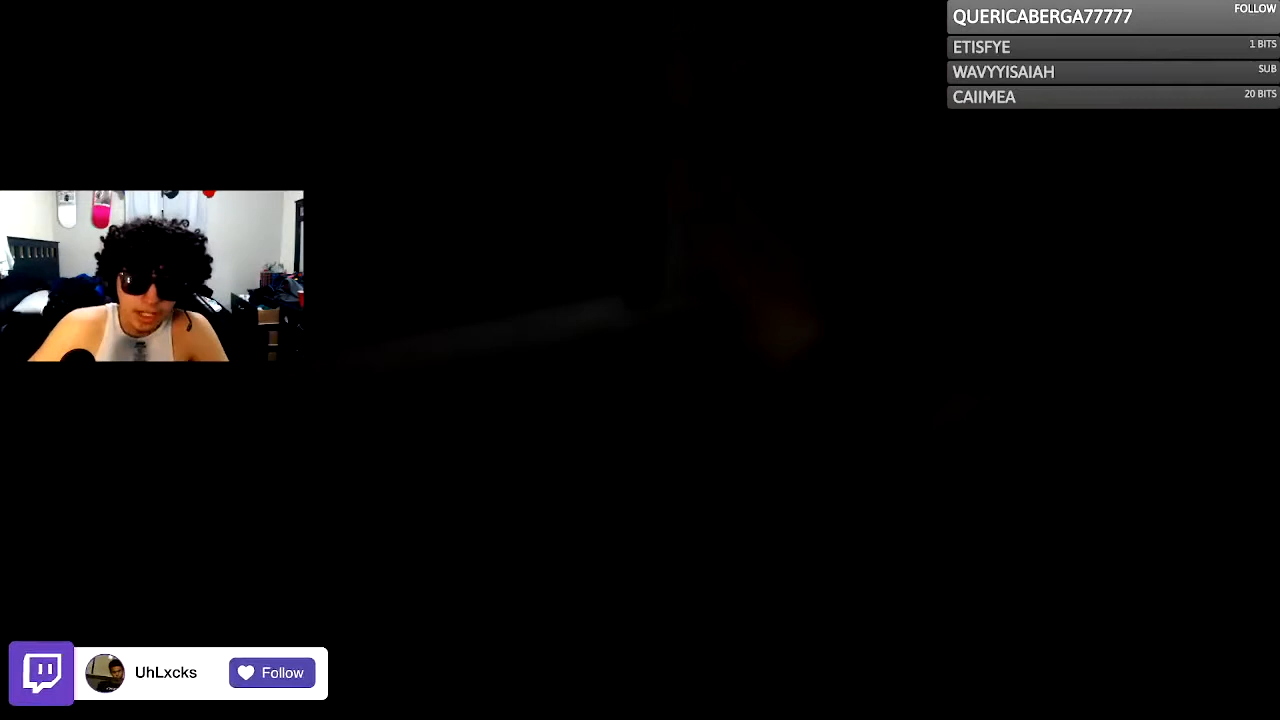 QUERICABERGA77777 FOLLOW
ETISFYE 1 BITS
WAVYYISAIAH SUB
CAIIMEA 20 BITS
UhLxcks Follow